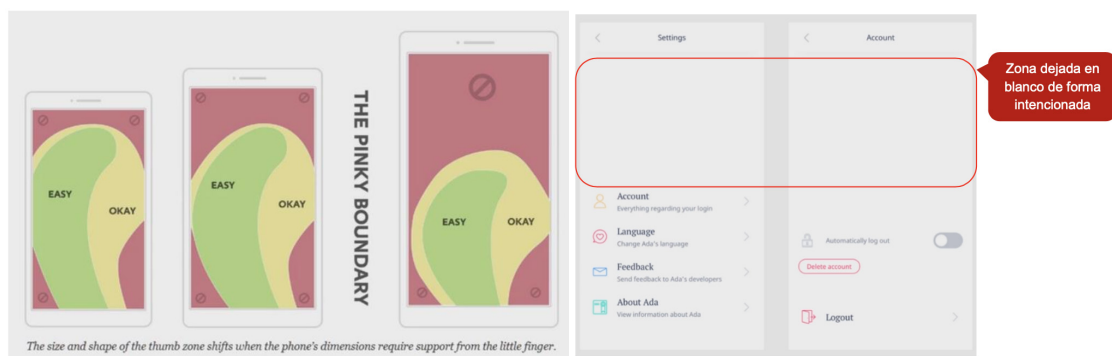 EASY
OKAY
EASY
OKAY
THE PINKY BOUNDARY
EASY
OKAY
The size and shape of the thumb zone shifts when the phone's dimensions require support from the little finger.
Settings
Account
Everything regarding your login
Language
Change Ada's language
Feedback
Send feedback to Ada's developers
About Ada
View information about Ada
Account
Automatically log out
Delete account
Logout
Zona dejada en
blanco de forma
intencionada